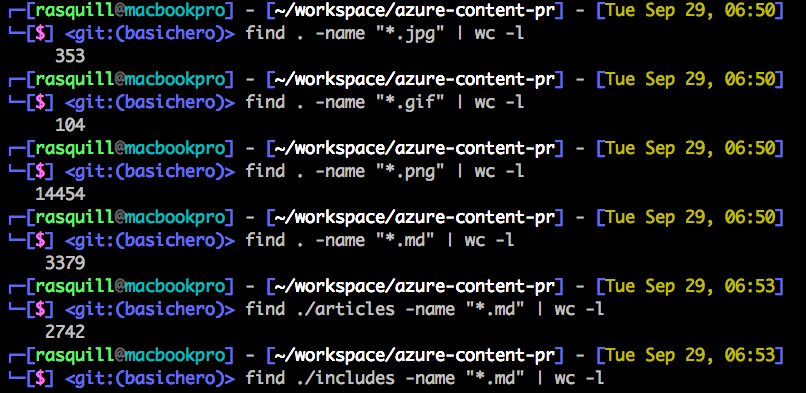 ┌─[rasquill@macbookpro] - [~/workspace/azure-content-pr] - [Tue Sep 29, 06:50]
└─[$] <git:(basichero)> find . -name "*.jpg" | wc -l
     353
┌─[rasquill@macbookpro] - [~/workspace/azure-content-pr] - [Tue Sep 29, 06:50]
└─[$] <git:(basichero)> find . -name "*.gif" | wc -l
     104
┌─[rasquill@macbookpro] - [~/workspace/azure-content-pr] - [Tue Sep 29, 06:50]
└─[$] <git:(basichero)> find . -name "*.png" | wc -l
   14454
┌─[rasquill@macbookpro] - [~/workspace/azure-content-pr] - [Tue Sep 29, 06:50]
└─[$] <git:(basichero)> find . -name "*.md" | wc -l
    3379
┌─[rasquill@macbookpro] - [~/workspace/azure-content-pr] - [Tue Sep 29, 06:53]
└─[$] <git:(basichero)> find ./articles -name "*.md" | wc -l
    2742
┌─[rasquill@macbookpro] - [~/workspace/azure-content-pr] - [Tue Sep 29, 06:53]
└─[$] <git:(basichero)> find ./includes -name "*.md" | wc -l